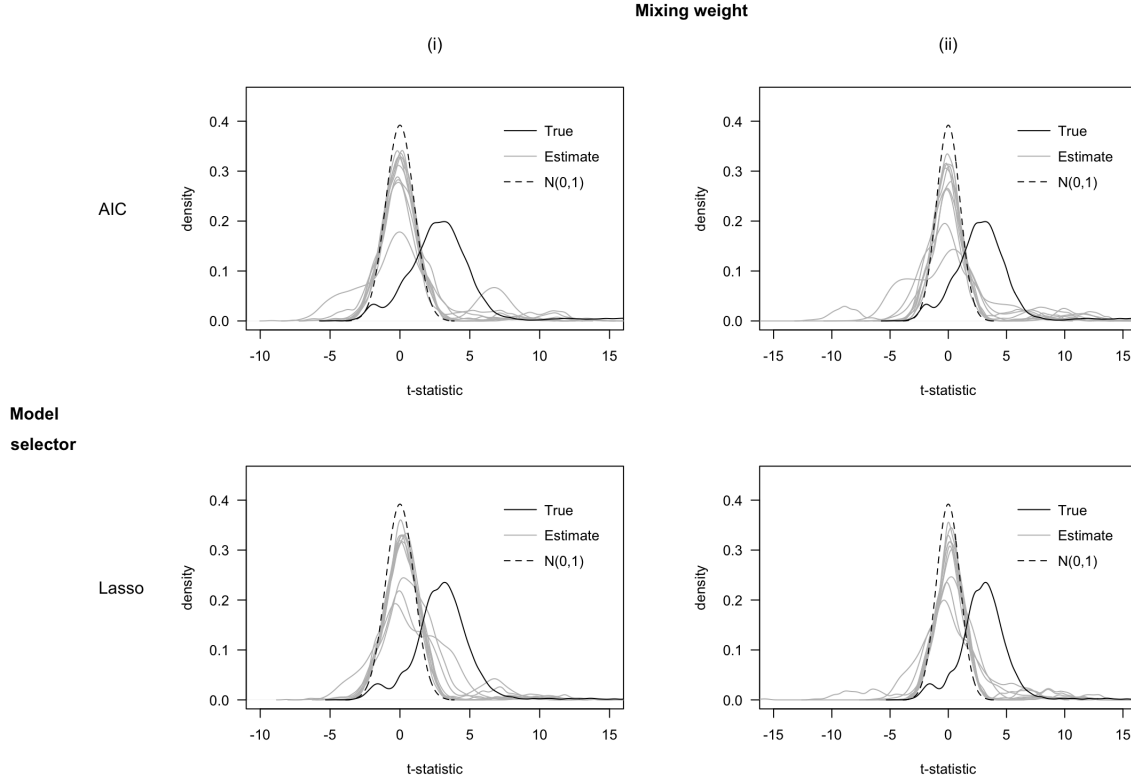 Mixing weight
(i)
(ii)
AIC
density
0.4
0.3
0.2
0.1
0.0
True
Estimate
N(0,1)
-10 -5 0 5 10 15
t-statistic
density
0.4
0.3
0.2
0.1
0.0
True
Estimate
N(0,1)
-15 -10 -5 0 5 10 15
t-statistic
Model
selector
Lasso
density
0.4
0.3
0.2
0.1
0.0
True
Estimate
N(0,1)
-10 -5 0 5 10 15
t-statistic
density
0.4
0.3
0.2
0.1
0.0
True
Estimate
N(0,1)
-15 -10 -5 0 5 10 15
t-statistic